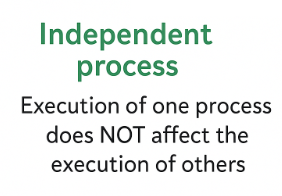 Independent
process
Execution of one process
does NOT affect the
execution of others